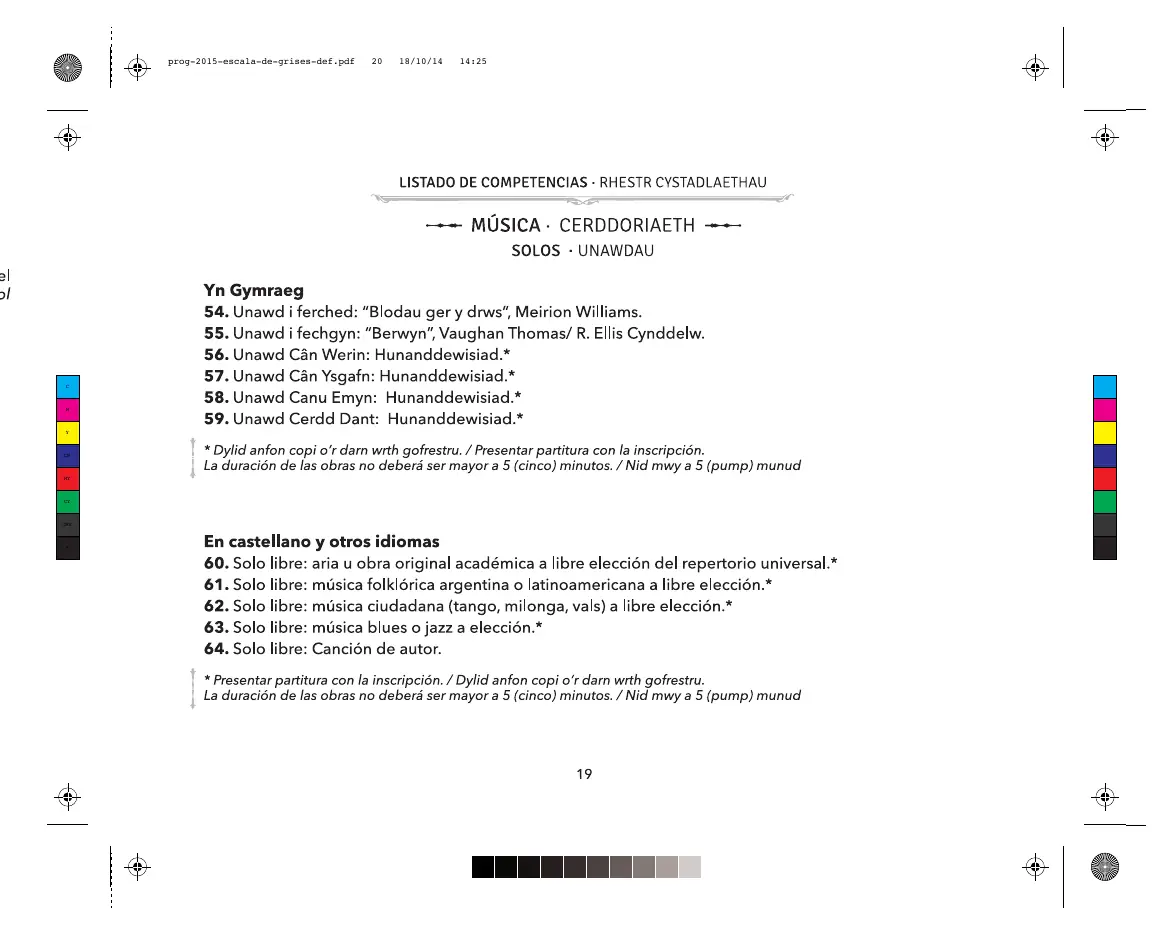 prog-2015-escala-de-grises-def.pdf 20 18/10/14 14:25
LISTADO DE COMPETENCIAS · RHESTR CYSTADLAETHAU
MÚSICA · CERDDORIAETH
SOLOS · UNAWDAU
el
ol
Yn Gymraeg
54. Unawd i ferched: “Blodau ger y drws”, Meirion Williams.
55. Unawd i fechgyn: “Berwyn”, Vaughan Thomas/ R. Ellis Cynddelw.
56. Unawd Cân Werin: Hunanddewisiad.*
57. Unawd Cân Ysgafn: Hunanddewisiad.*
58. Unawd Canu Emyn: Hunanddewisiad.*
59. Unawd Cerdd Dant: Hunanddewisiad.*
* Dylid anfon copi o’r darn wrth gofrestru. / Presentar partitura con la inscripción.
La duración de las obras no deberá ser mayor a 5 (cinco) minutos. / Nid mwy a 5 (pump) munud
En castellano y otros idiomas
60. Solo libre: aria u obra original académica a libre elección del repertorio universal.*
61. Solo libre: música folklórica argentina o latinoamericana a libre elección.*
62. Solo libre: música ciudadana (tango, milonga, vals) a libre elección.*
63. Solo libre: música blues o jazz a elección.*
64. Solo libre: Canción de autor.
* Presentar partitura con la inscripción. / Dylid anfon copi o‘r darn wrth gofrestru.
La duración de las obras no deberá ser mayor a 5 (cinco) minutos. / Nid mwy a 5 (pump) munud
19